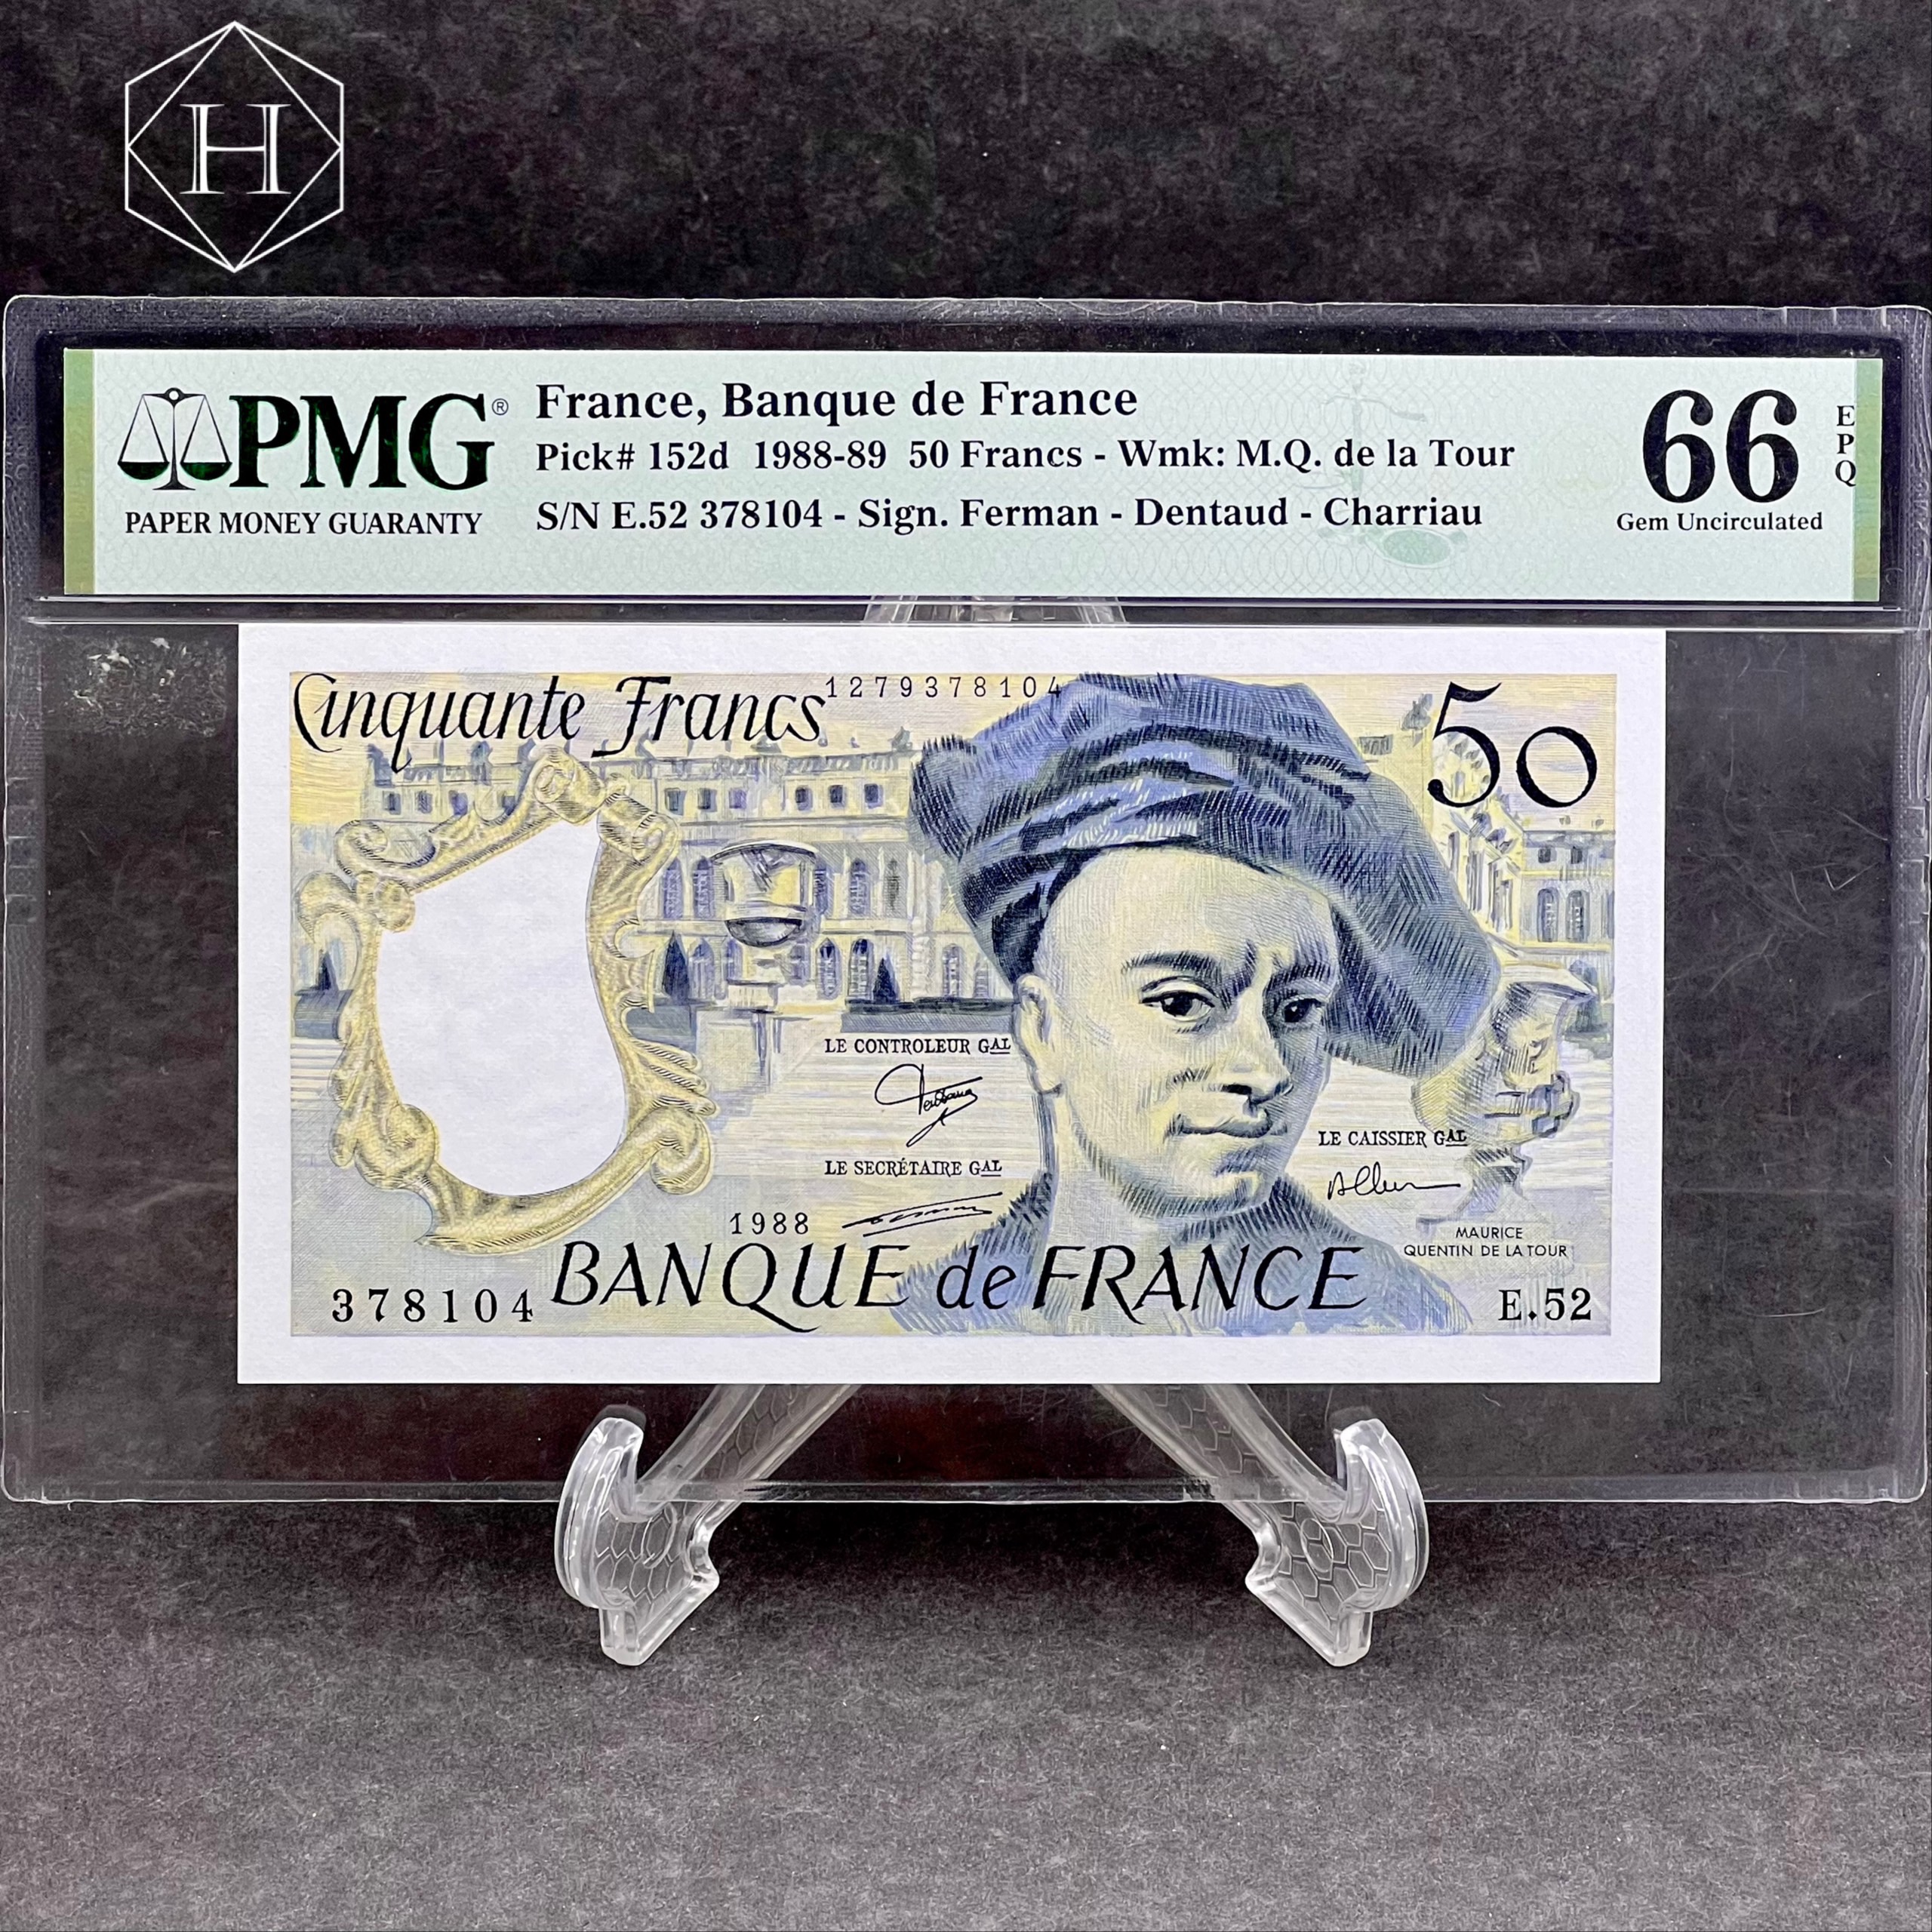 H
PMG®
PAPER MONEY GUARANTY
France, Banque de France
Pick# 152d 1988-89 50 Francs - Wmk: M.Q. de la Tour
S/N E.52 378104 - Sign. Ferman - Dentaud - Charriau
66
EPQ
Gem Uncirculated
Cinquante Francs
1279378104
50
LE CONTROLEUR GAL
LE SECRÉTAIRE GAL
LE CAISSIER GAL
1988
MAURICE
QUENTIN DE LA TOUR
378104
BANQUE de FRANCE
E.52